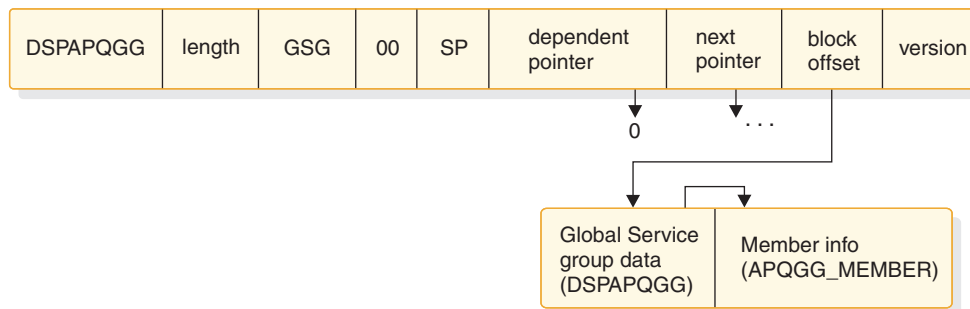 DSPAPQGG
length
GSG
00
SP
dependent
pointer
next
pointer
block
offset
version
0
. . .
Global Service
group data
(DSPAPQGG)
Member info
(APQGG_MEMBER)